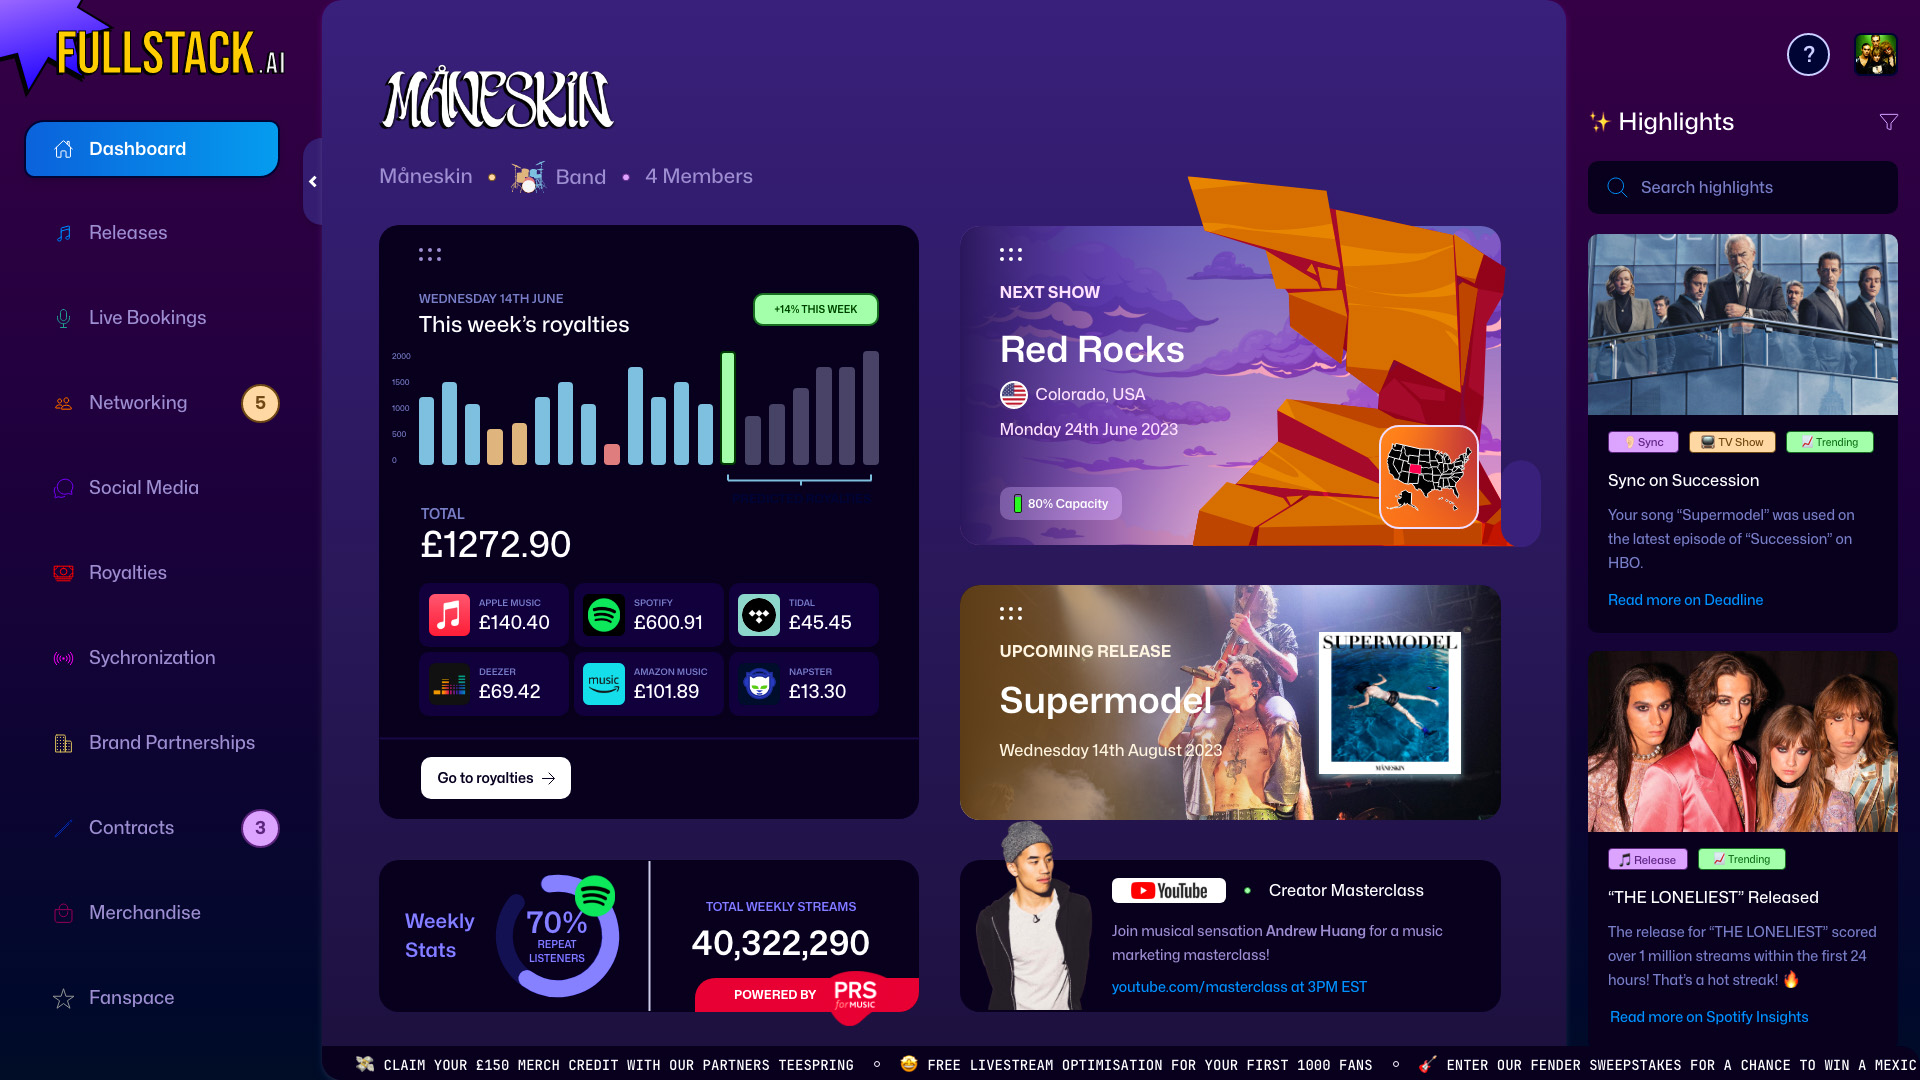 FULLSTACK.AI
Dashboard
Releases
Live Bookings
Networking
5
Social Media
Royalties
Sychronization
Brand Partnerships
Contracts
3
Merchandise
Fanspace
MÅNESKIN
Måneskin • Band • 4 Members
WEDNESDAY 14TH JUNE
This week’s royalties
+14% THIS WEEK
2000
1500
1000
500
0
TOTAL
£1272.90
APPLE MUSIC
£140.40
SPOTIFY
£600.91
TIDAL
£45.45
DEEZER
£69.42
music
AMAZON MUSIC
£101.89
NAPSTER
£13.30
Go to royalties →
NEXT SHOW
Red Rocks
Colorado, USA
Monday 24th June 2023
80% Capacity
UPCOMING RELEASE
Supermodel
Wednesday 14th August 2023
SUPERMODEL
MÅNESKIN
Weekly
Stats
70%
REPEAT
LISTENERS
TOTAL WEEKLY STREAMS
40,322,290
POWERED BY
PRS
for MUSIC
YouTube • Creator Masterclass
Join musical sensation Andrew Huang for a music
marketing masterclass!
youtube.com/masterclass at 3PM EST
?
✨ Highlights
Search highlights
Sync
TV Show
Trending
Sync on Succession
Your song “Supermodel” was used on
the latest episode of “Succession” on
HBO.
Read more on Deadline
Release
Trending
“THE LONELIEST” Released
The release for “THE LONELIEST” scored
over 1 million streams within the first 24
hours! That’s a hot streak! 🔥
Read more on Spotify Insights
💸 CLAIM YOUR £150 MERCH CREDIT WITH OUR PARTNERS TEESPRING ∘ 🤩 FREE LIVESTREAM OPTIMISATION FOR YOUR FIRST 1000 FANS ∘ 🎸 ENTER OUR FENDER SWEEPSTAKES FOR A CHANCE TO WIN A MEXIC